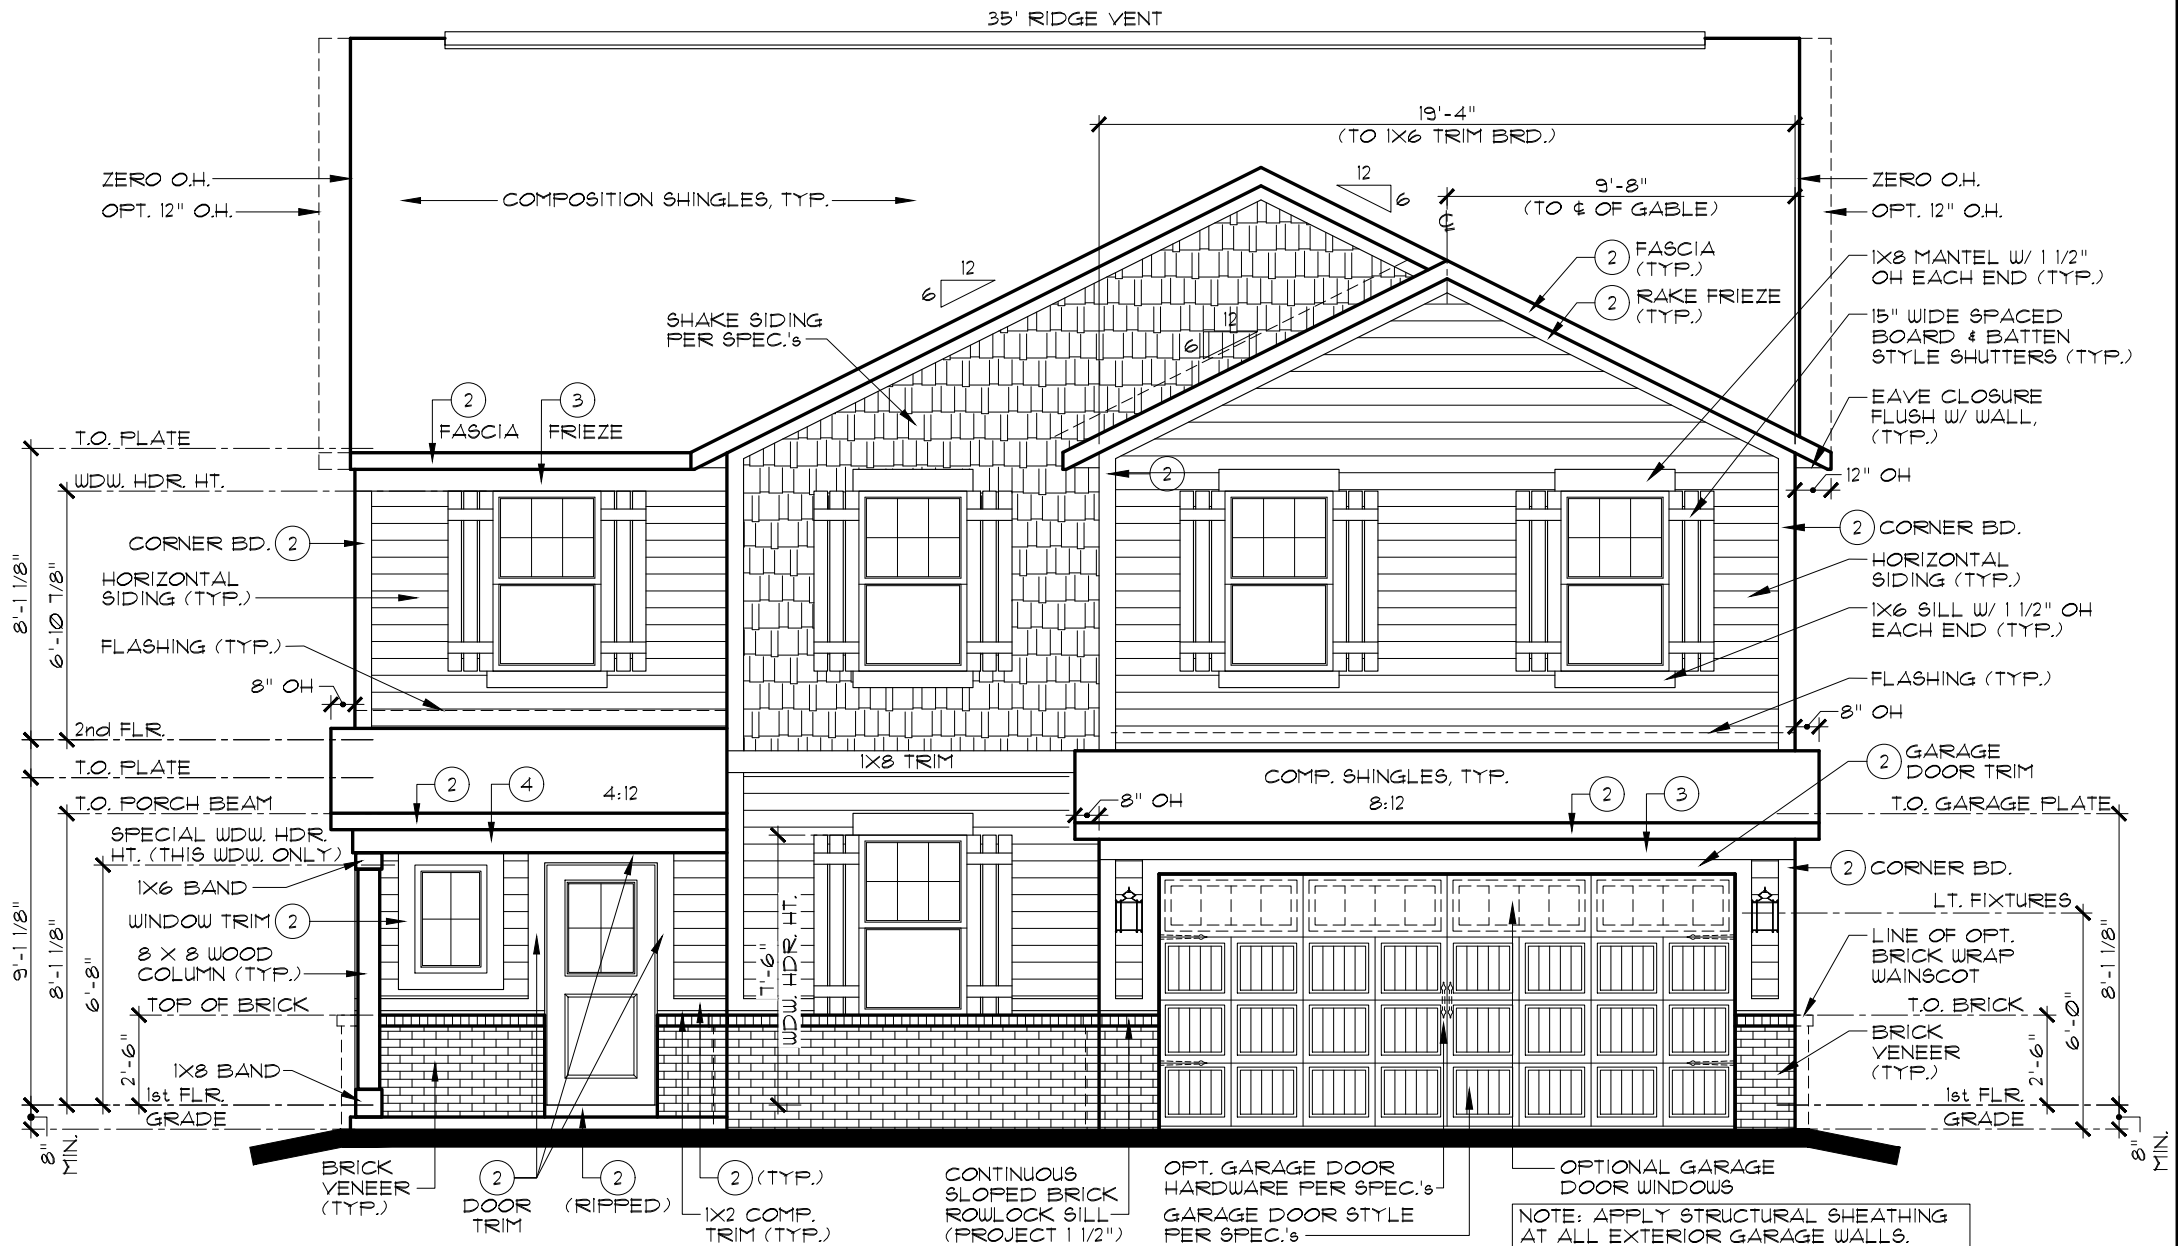 35' RIDGE VENT
19'-4"
(TO 1X6 TRIM BRD.)
ZERO O.H.
OPT. 12" O.H.
COMPOSITION SHINGLES, TYP.
12
6
9'-8"
(TO ℄ OF GABLE)
℄
ZERO O.H.
OPT. 12" O.H.
2
FASCIA
(TYP.)
2
RAKE FRIEZE
(TYP.)
1X8 MANTEL W/ 1 1/2"
OH EACH END (TYP.)
12
6
12
6
SHAKE SIDING
PER SPEC.'s
15" WIDE SPACED
BOARD & BATTEN
STYLE SHUTTERS (TYP.)
2
FASCIA
3
FRIEZE
EAVE CLOSURE
FLUSH W/ WALL,
(TYP.)
T.O. PLATE
WDW. HDR. HT.
2
12" OH
CORNER BD. 2
2 CORNER BD.
HORIZONTAL
SIDING (TYP.)
HORIZONTAL
SIDING (TYP.)
8'-1 1/8"
6'-10 7/8"
1X6 SILL W/ 1 1/2" OH
EACH END (TYP.)
FLASHING (TYP.)
FLASHING (TYP.)
8" OH
8" OH
2nd FLR.
T.O. PLATE
1X8 TRIM
COMP. SHINGLES, TYP.
8:12
2 GARAGE
DOOR TRIM
2
4
4:12
T.O. PORCH BEAM
8" OH
2
3
T.O. GARAGE PLATE
SPECIAL WDW. HDR.
HT. (THIS WDW. ONLY)
1X6 BAND
2 CORNER BD.
WINDOW TRIM 2
LT. FIXTURES
8 X 8 WOOD
COLUMN (TYP.)
9'-1 1/8"
8'-1 1/8"
6'-8"
7'-6"
WDW. HDR. HT.
LINE OF OPT.
BRICK WRAP
WAINSCOT
8'-1 1/8"
6'-0"
TOP OF BRICK
T.O. BRICK
2'-6"
BRICK
VENEER
(TYP.)
2'-6"
1X8 BAND
1st FLR.
GRADE
1st FLR.
GRADE
8"
MIN.
8"
MIN.
BRICK
VENEER
(TYP.)
2
DOOR
TRIM
2
(RIPPED)
2 (TYP.)
1X2 COMP.
TRIM (TYP.)
CONTINUOUS
SLOPED BRICK
ROWLOCK SILL
(PROJECT 1 1/2")
OPT. GARAGE DOOR
HARDWARE PER SPEC.'s
GARAGE DOOR STYLE
PER SPEC.'s
OPTIONAL GARAGE
DOOR WINDOWS
NOTE: APPLY STRUCTURAL SHEATHING
AT ALL EXTERIOR GARAGE WALLS.